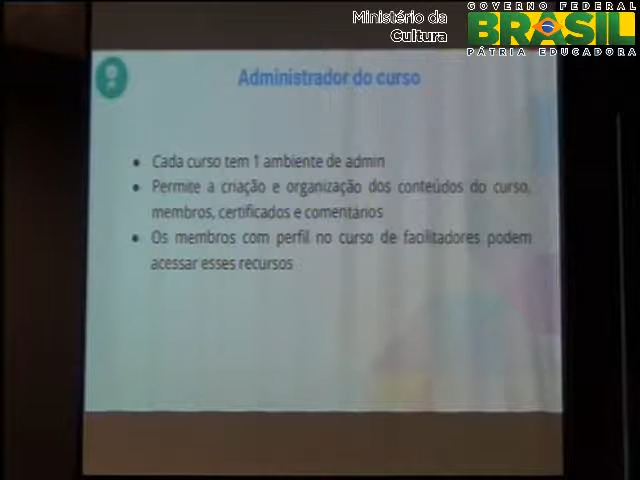 Ministério da
Cultura
GOVERNO FEDERAL
BRASIL
PÁTRIA EDUCADORA
Administrador do curso
• Cada curso tem 1 ambiente de admin
• Permite a criação e organização dos conteúdos do curso,
membros, certificados e comentários
• Os membros com perfil no curso de facilitadores podem
acessar esses recursos